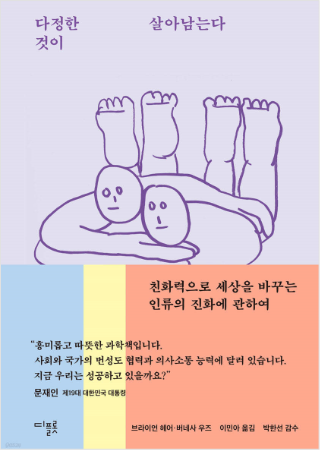 다정한 살아남는다
것이
친화력으로 세상을 바꾸는
인류의 진화에 관하여
“흥미롭고 따뜻한 과학책입니다.
사회와 국가의 번성도 협력과 의사소통 능력에 달려 있습니다.
지금 우리는 성공하고 있을까요?”
문재인 제19대 대한민국 대통령
디플롯
브라이언 헤어·버네사 우즈 이민아 옮김 박한선 감수